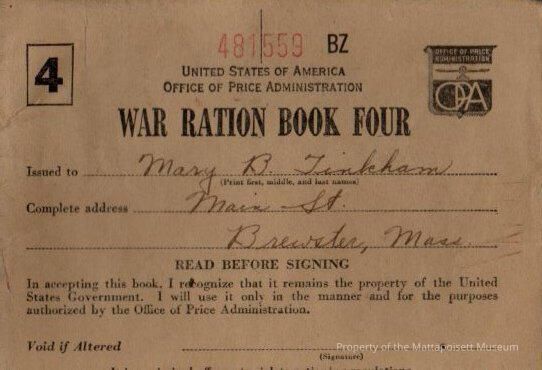 481559 BZ
4
UNITED STATES OF AMERICA
OFFICE OF PRICE ADMINISTRATION
OFFICE OF PRICE ADMINISTRATION
OPA
WAR RATION BOOK FOUR
Issued to Mary B. Tinkham
(Print first, middle, and last names)
Complete address Main St.
Brewster, Mass.
READ BEFORE SIGNING
In accepting this book, I recognize that it remains the property of the United
States Government. I will use it only in the manner and for the purposes
authorized by the Office of Price Administration.
Void if Altered
(Signature)
Property of the Mattapoisett Museum